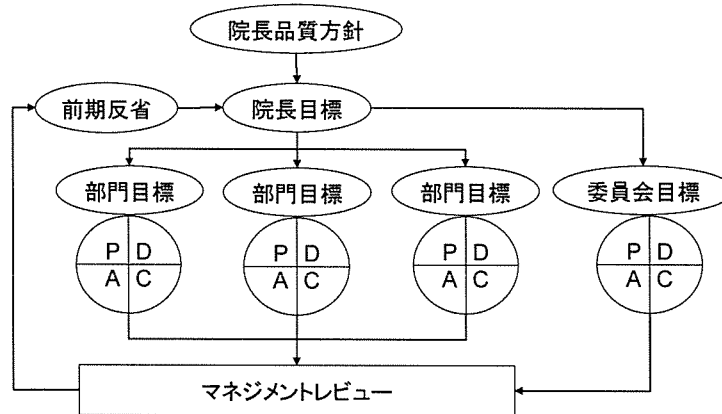 院長品質方針
前期反省
院長目標
部門目標
部門目標
部門目標
委員会目標
P D
A C
P D
A C
P D
A C
P D
A C
マネジメントレビュー